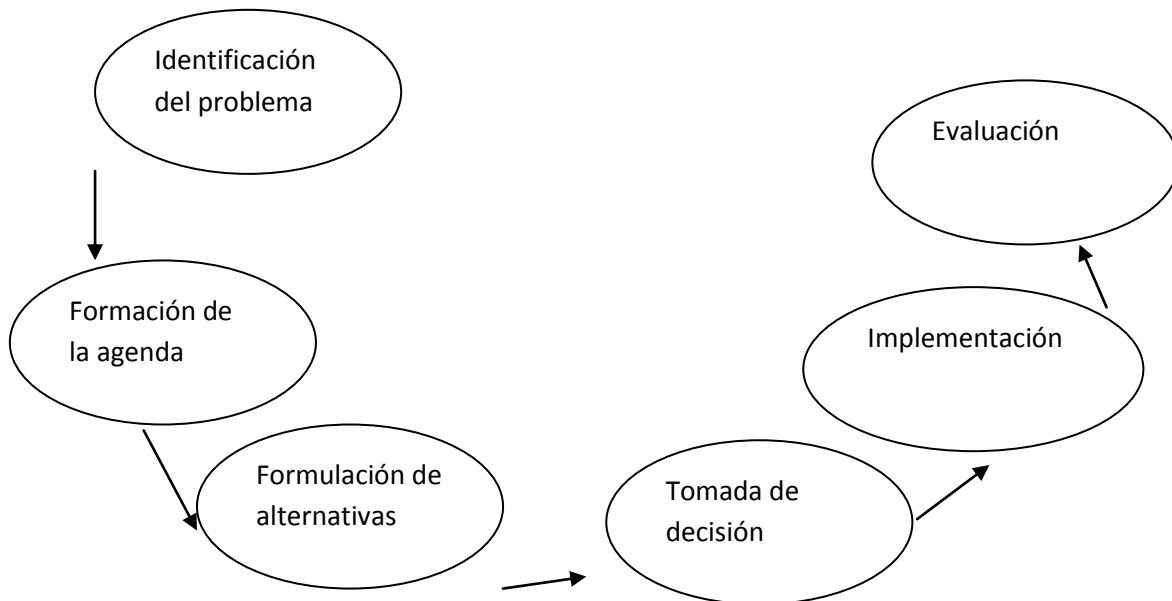 Identificación
del problema
Formación de
la agenda
Formulación de
alternativas
Tomada de
decisión
Implementación
Evaluación